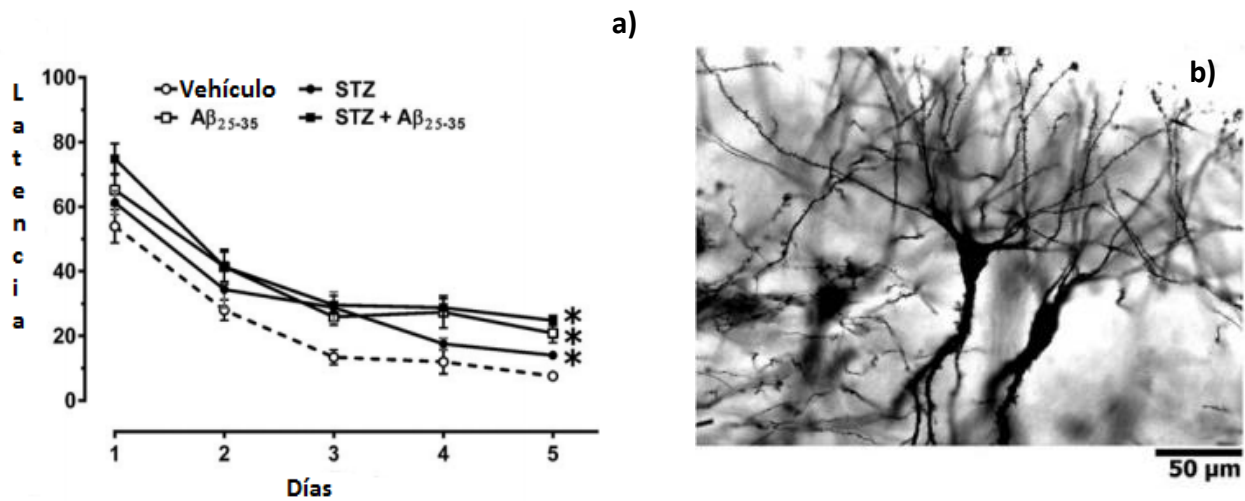 a)
b)
Latencia
100
80
60
40
20
0
Vehículo
STZ
Aβ25-35
STZ + Aβ25-35
*
*
*
1 2 3 4 5
Días
50 µm